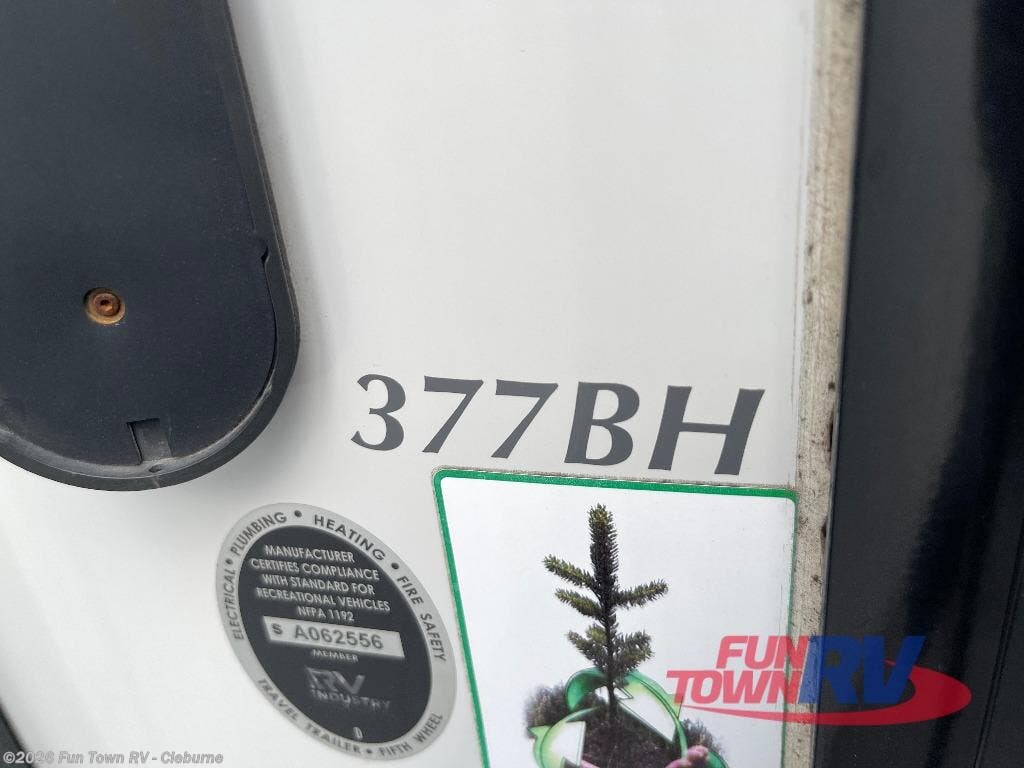 377BH
ELECTRICAL • PLUMBING • HEATING • FIRE SAFETY
MANUFACTURER
CERTIFIES COMPLIANCE
WITH STANDARD FOR
RECREATIONAL VEHICLES
NFPA 1192
S A062556
MEMBER
RV
INDUSTRY
D
TRAVEL TRAILER • FIFTH WHEEL
FUN
TOWN RV
©2026 Fun Town RV - Cleburne